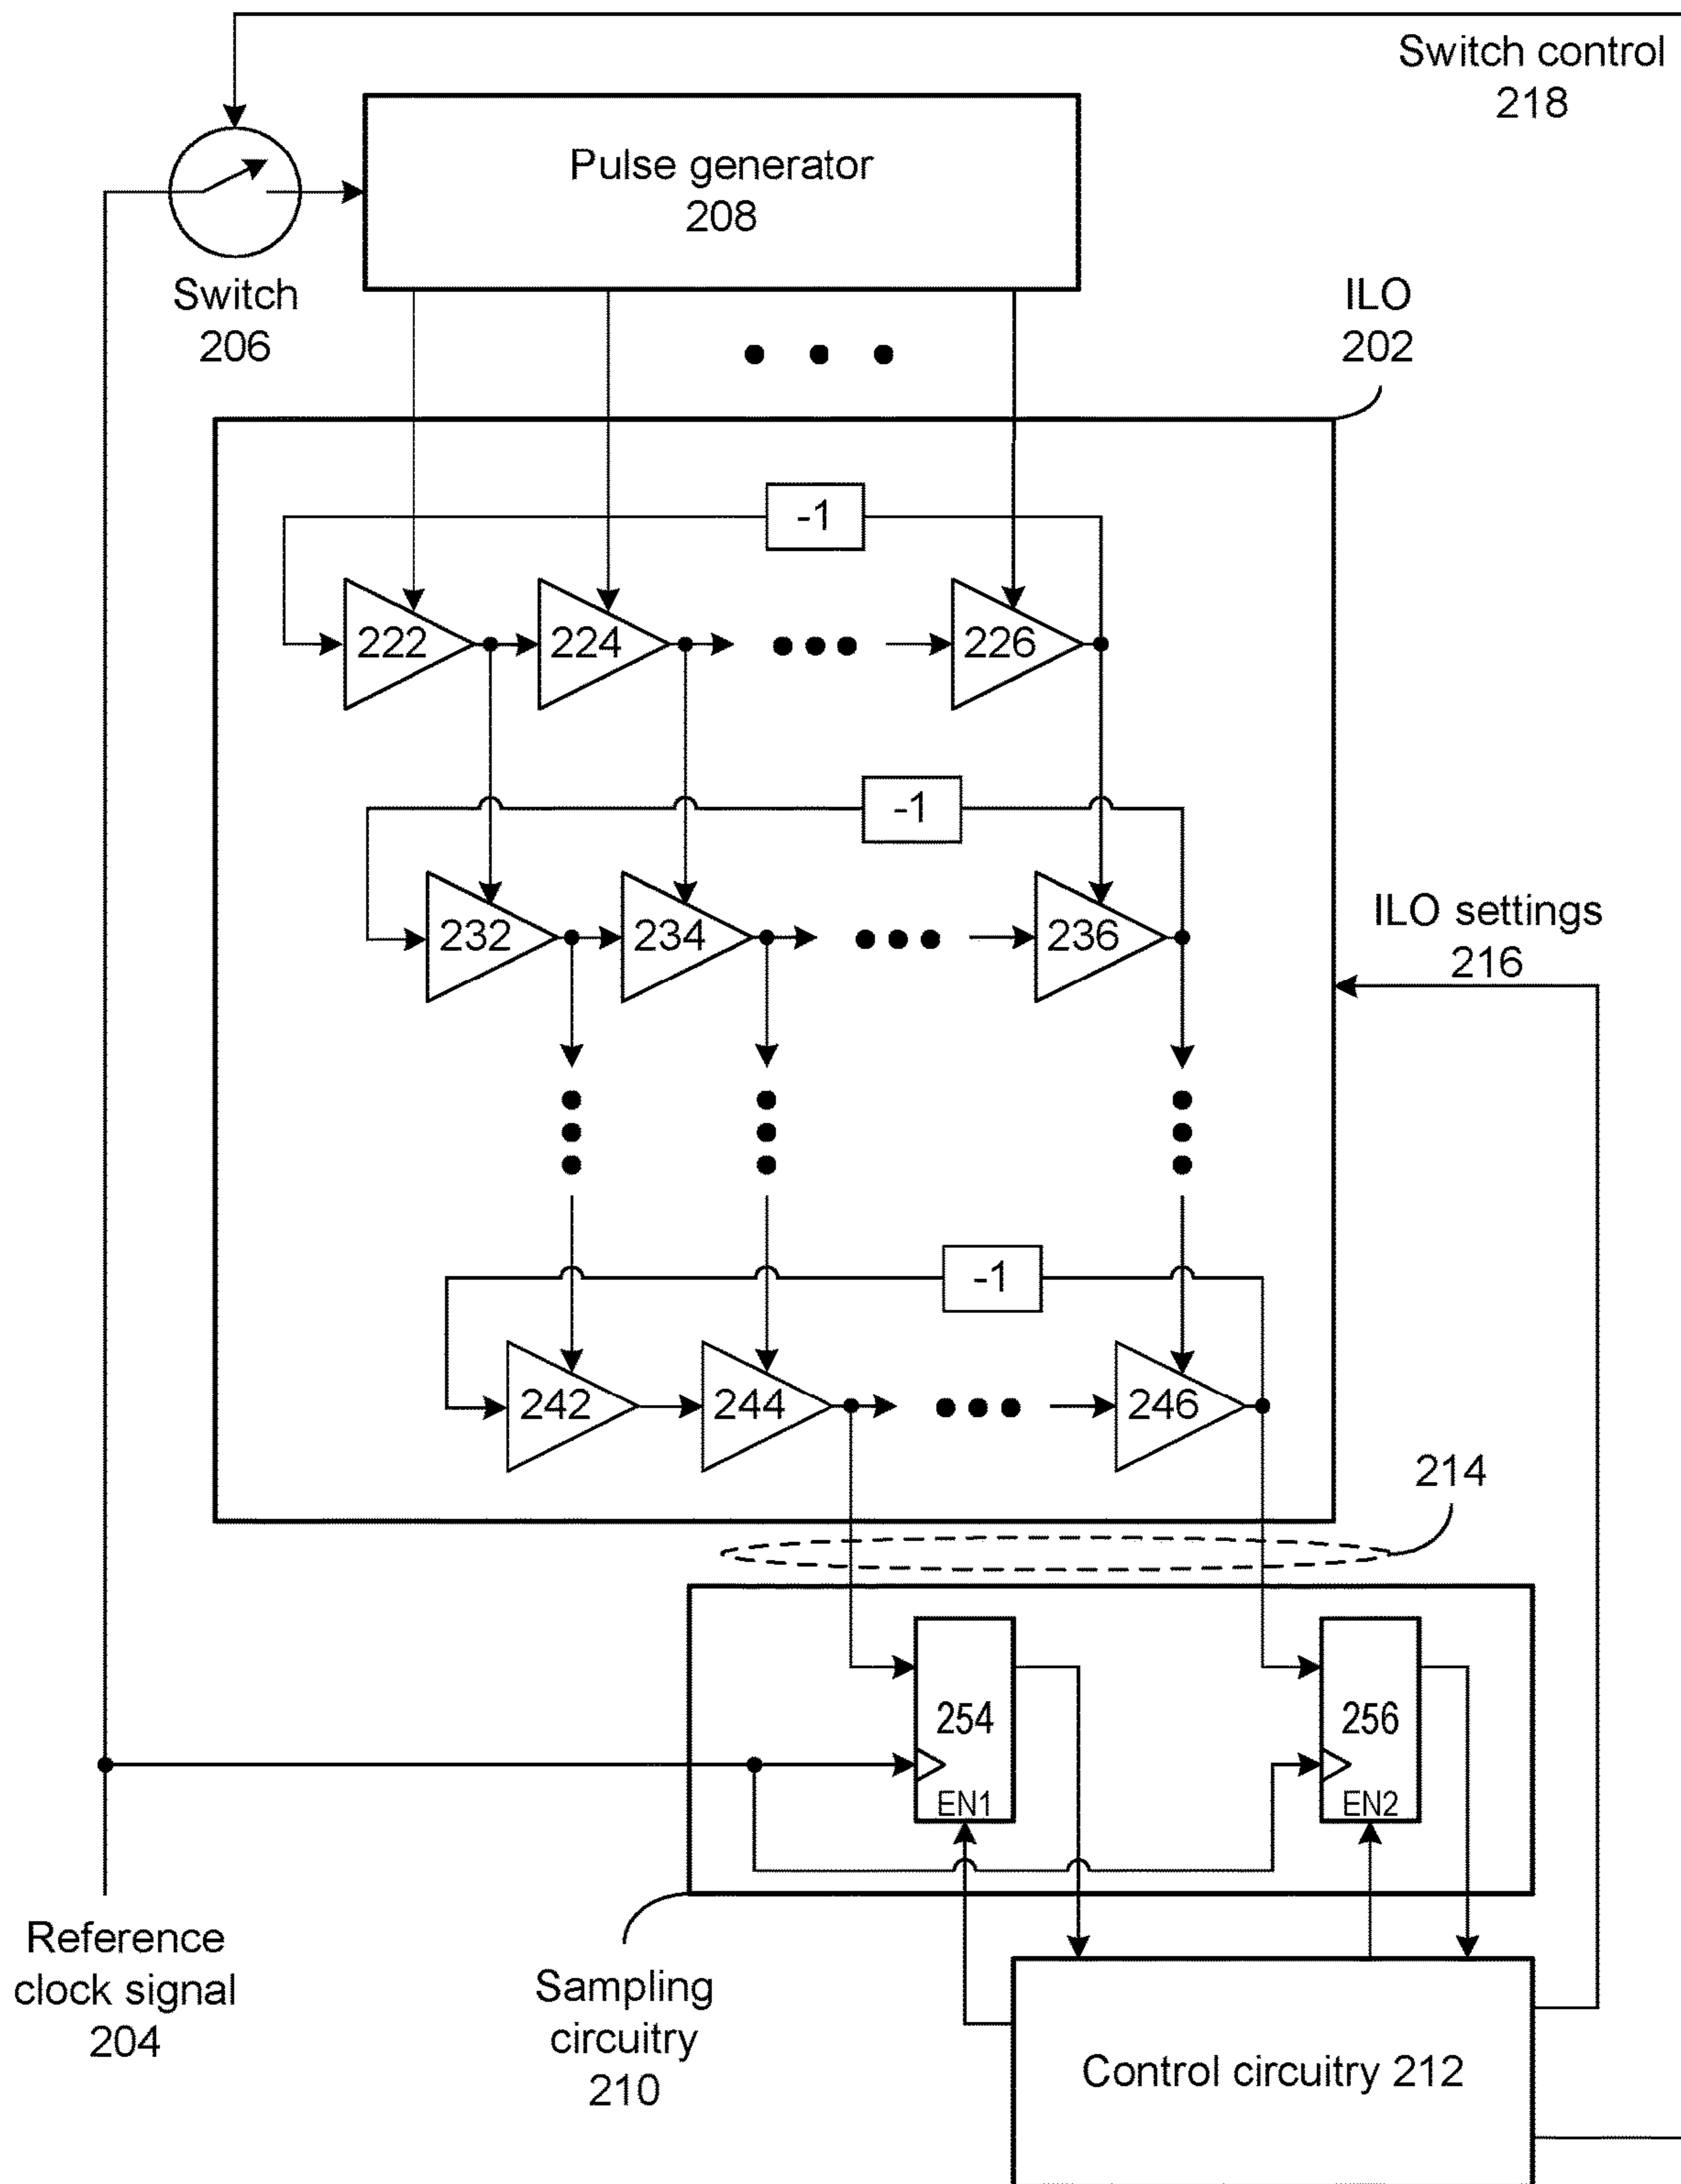 Switch control
218
Pulse generator
208
Switch
206
ILO
202
-1
222
224
226
-1
232
234
236
ILO settings
216
-1
242
244
246
214
254
256
EN1
EN2
Reference
clock signal
204
Sampling
circuitry
210
Control circuitry 212